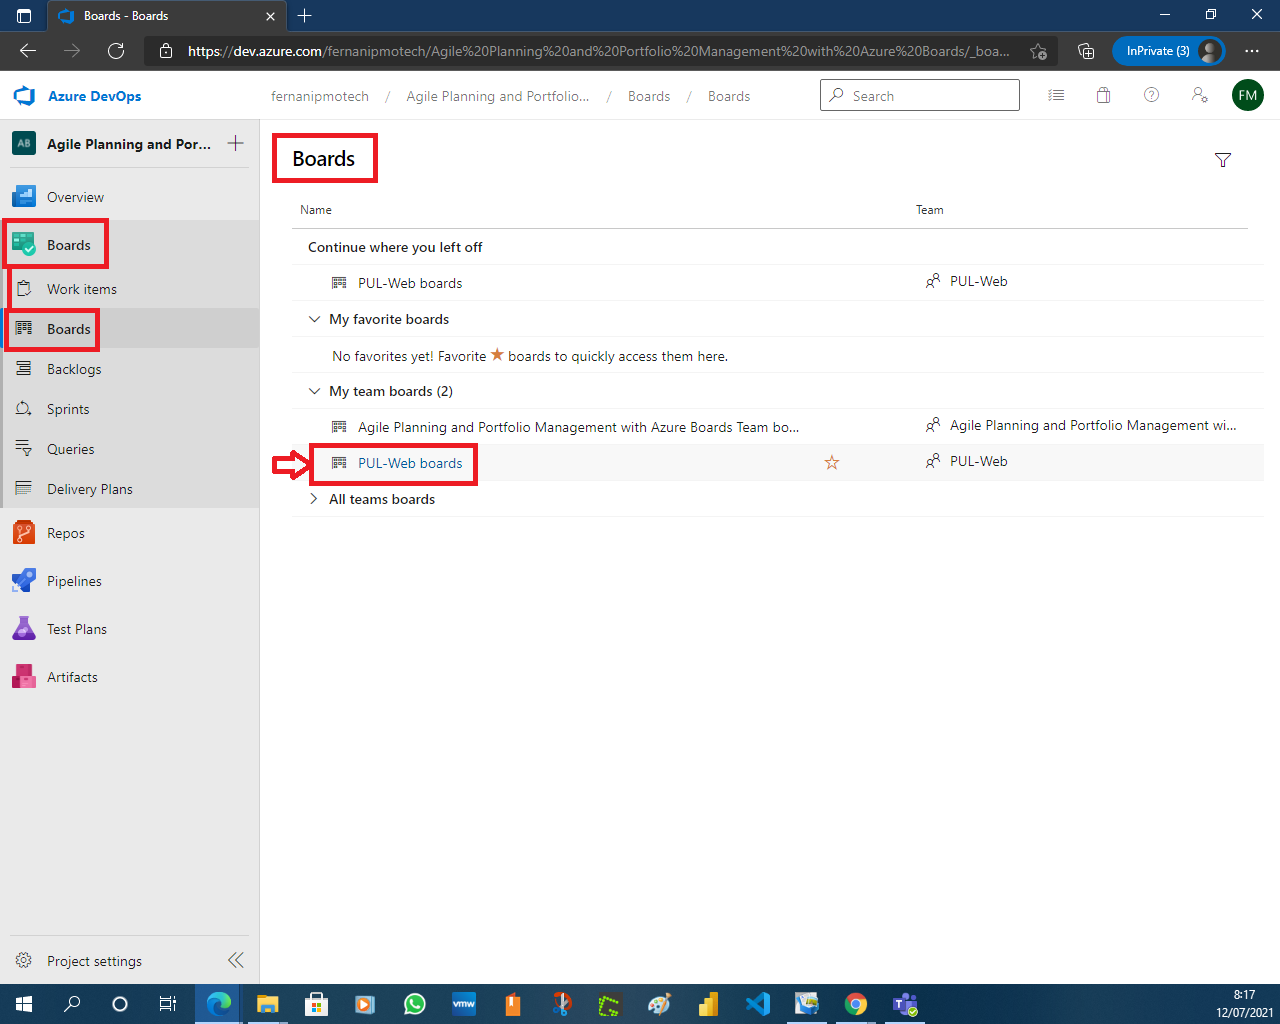 Boards - Boards
https://dev.azure.com/fernanipmotech/Agile%20Planning%20and%20Portfolio%20Management%20with%20Azure%20Boards/_boa...
InPrivate (3)
Azure DevOps
fernanipmotech / Agile Planning and Portfolio... / Boards / Boards
Search
FM
AB
Agile Planning and Por...
Overview
Boards
Work items
Boards
Backlogs
Sprints
Queries
Delivery Plans
Repos
Pipelines
Test Plans
Artifacts
Project settings
Boards
Name Team
Continue where you left off
PUL-Web boards PUL-Web
My favorite boards
No favorites yet! Favorite ★ boards to quickly access them here.
My team boards (2)
Agile Planning and Portfolio Management with Azure Boards Team bo... Agile Planning and Portfolio Management wi...
PUL-Web boards PUL-Web
All teams boards
vmw
8:17
12/07/2021